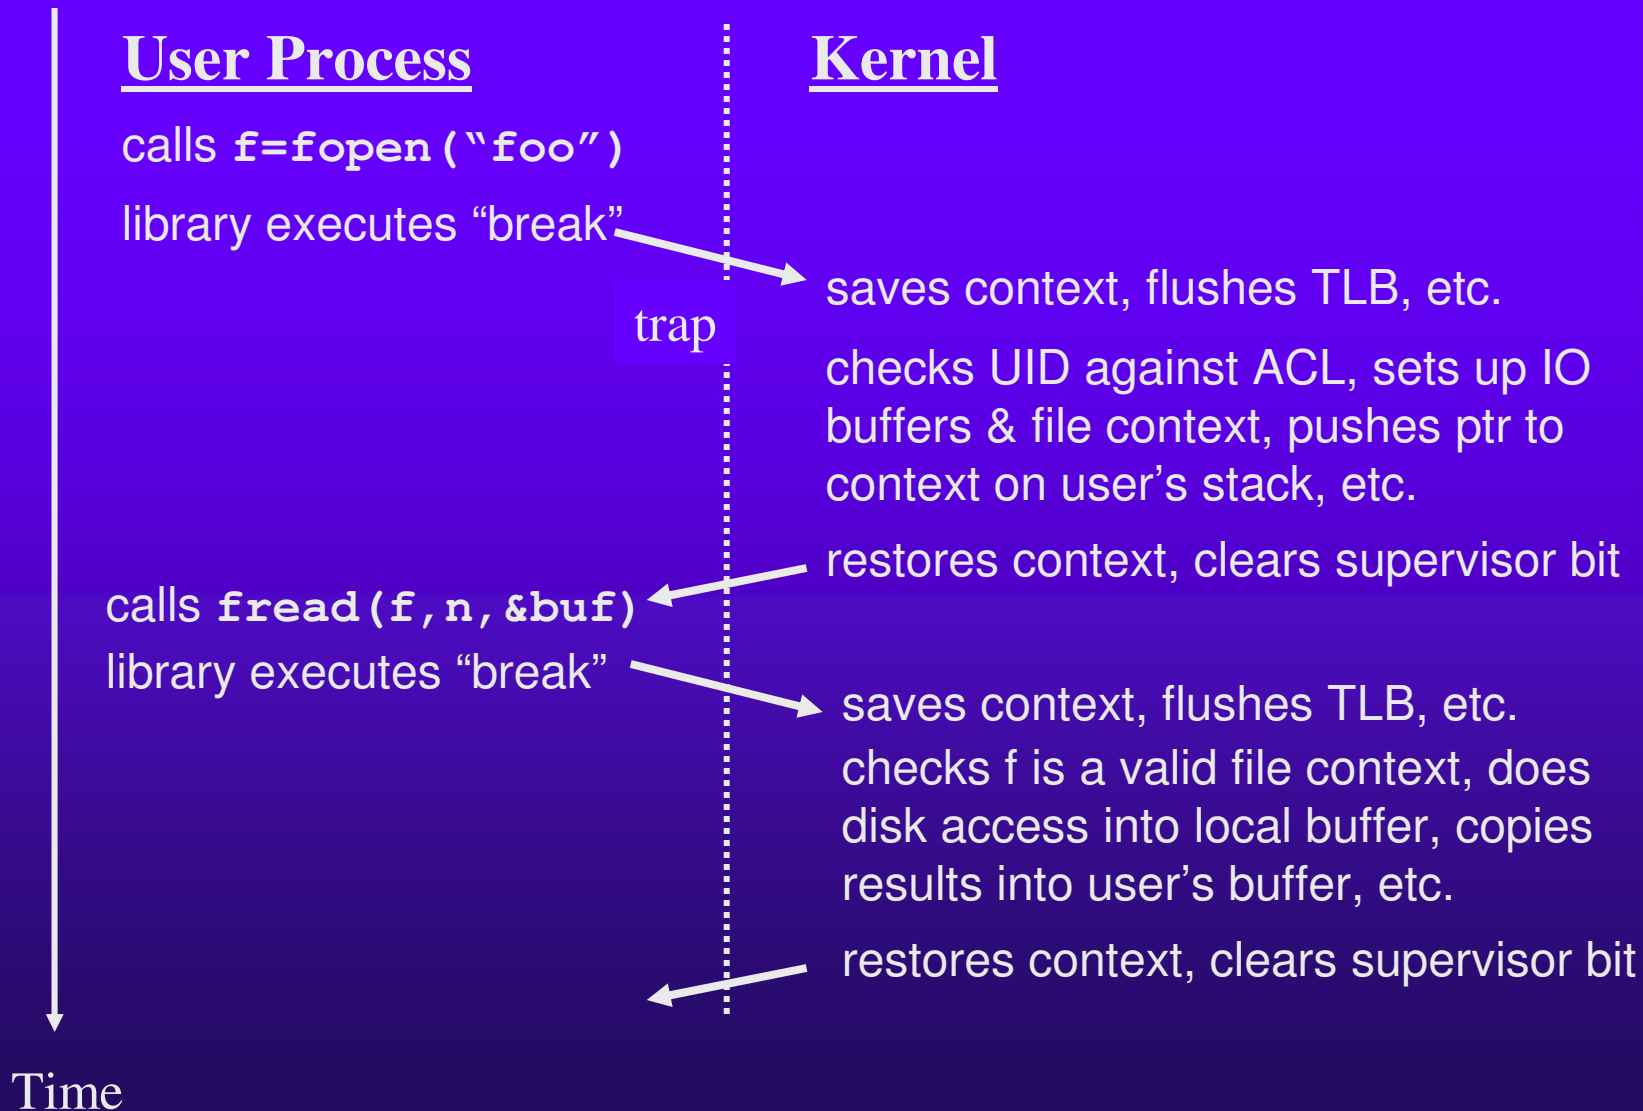 User Process
Kernel
calls f=fopen(“foo”)
library executes “break”
saves context, flushes TLB, etc.
trap
checks UID against ACL, sets up IO
buffers & file context, pushes ptr to
context on user’s stack, etc.
restores context, clears supervisor bit
calls fread(f,n,&buf)
library executes “break”
saves context, flushes TLB, etc.
checks f is a valid file context, does
disk access into local buffer, copies
results into user’s buffer, etc.
restores context, clears supervisor bit
Time